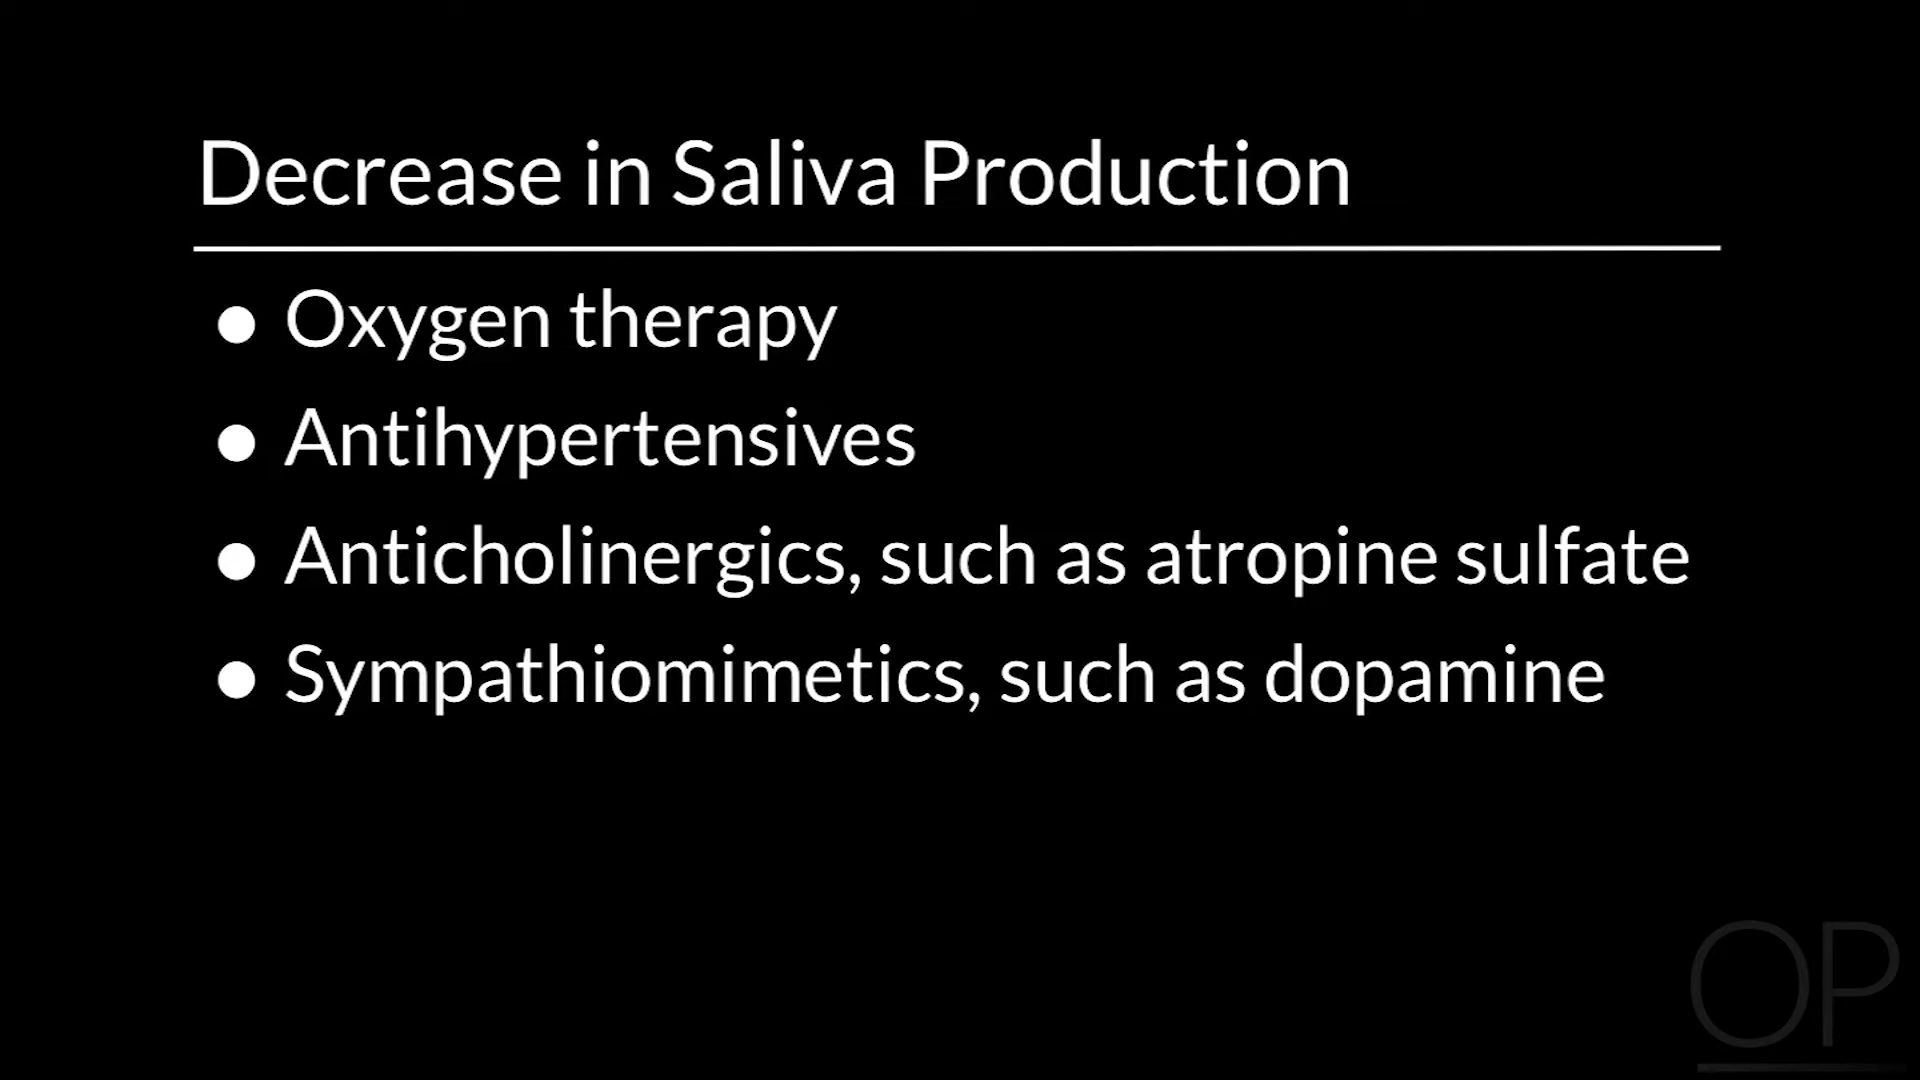 Decrease in Saliva Production
● Oxygen therapy
● Antihypertensives
● Anticholinergics, such as atropine sulfate
● Sympathiomimetics, such as dopamine
OP